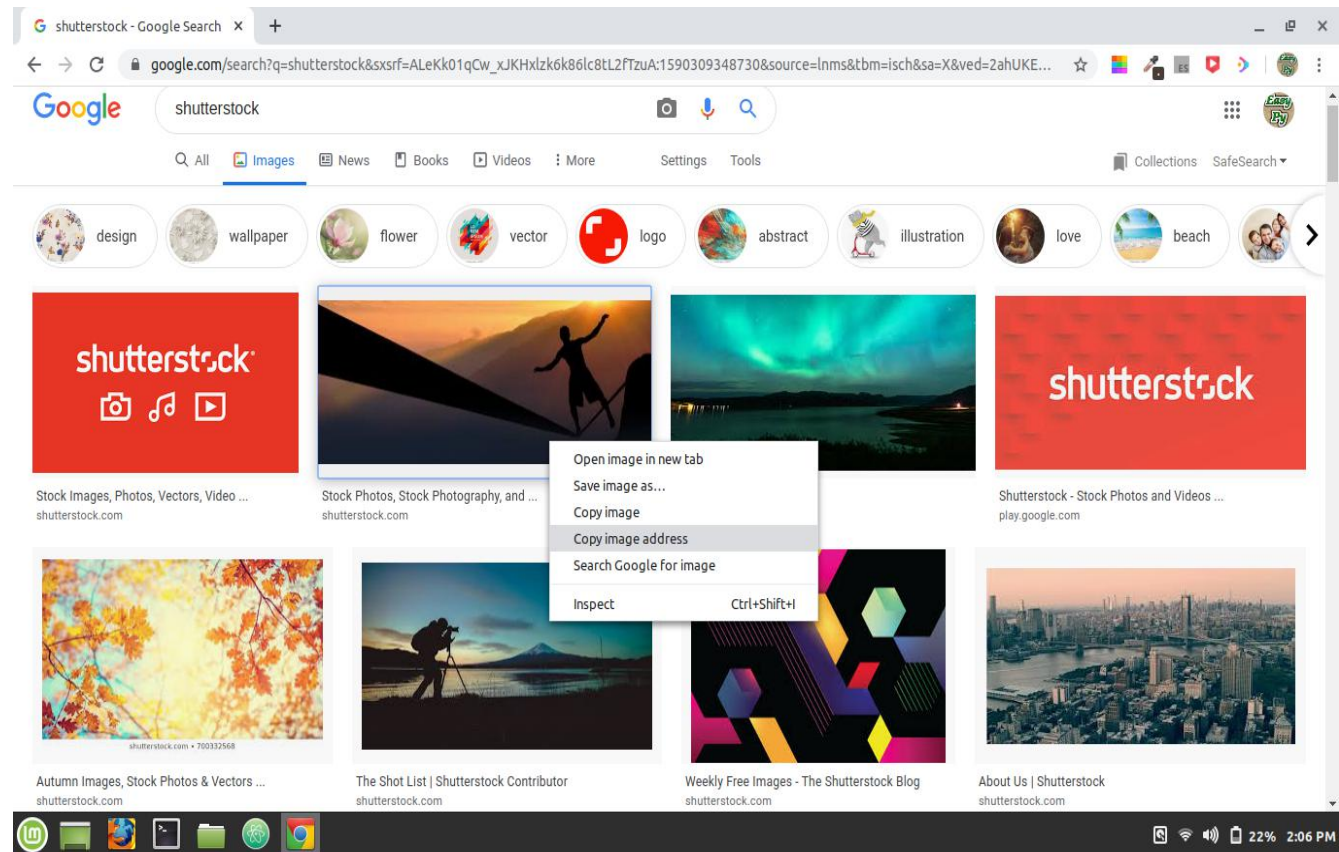 shutterstock - Google Search
google.com/search?q=shutterstock&sxsrf=ALeKk01qCw_xJKHxlzk6k86lc8tL2fTzuA:1590309348730&source=lnms&tbm=isch&sa=X&ved=2ahUKE...
ES
Google
shutterstock
Easy Py
All Images News Books Videos More Settings Tools Collections SafeSearch
design wallpaper flower vector logo abstract illustration love beach
shutterstock
shutterstock
Stock Images, Photos, Vectors, Video ...
shutterstock.com
Stock Photos, Stock Photography, and ...
shutterstock.com
Shutterstock - Stock Photos and Videos ...
play.google.com
Open image in new tab
Save image as...
Copy image
Copy image address
Search Google for image
Inspect Ctrl+Shift+I
shutterstock.com • 700332568
Autumn Images, Stock Photos & Vectors ...
shutterstock.com
The Shot List | Shutterstock Contributor
shutterstock.com
Weekly Free Images - The Shutterstock Blog
shutterstock.com
About Us | Shutterstock
shutterstock.com
22% 2:06 PM